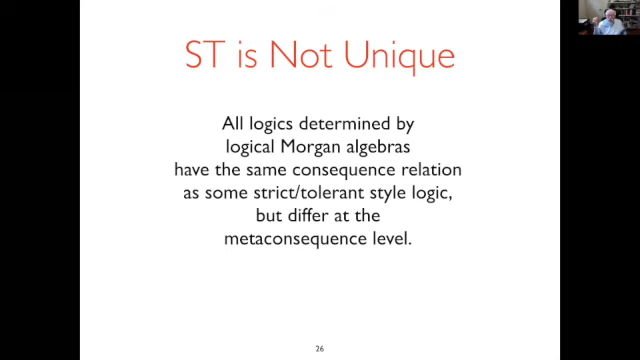 ST is Not Unique
All logics determined by
logical Morgan algebras
have the same consequence relation
as some strict/tolerant style logic,
but differ at the
metaconsequence level.
26